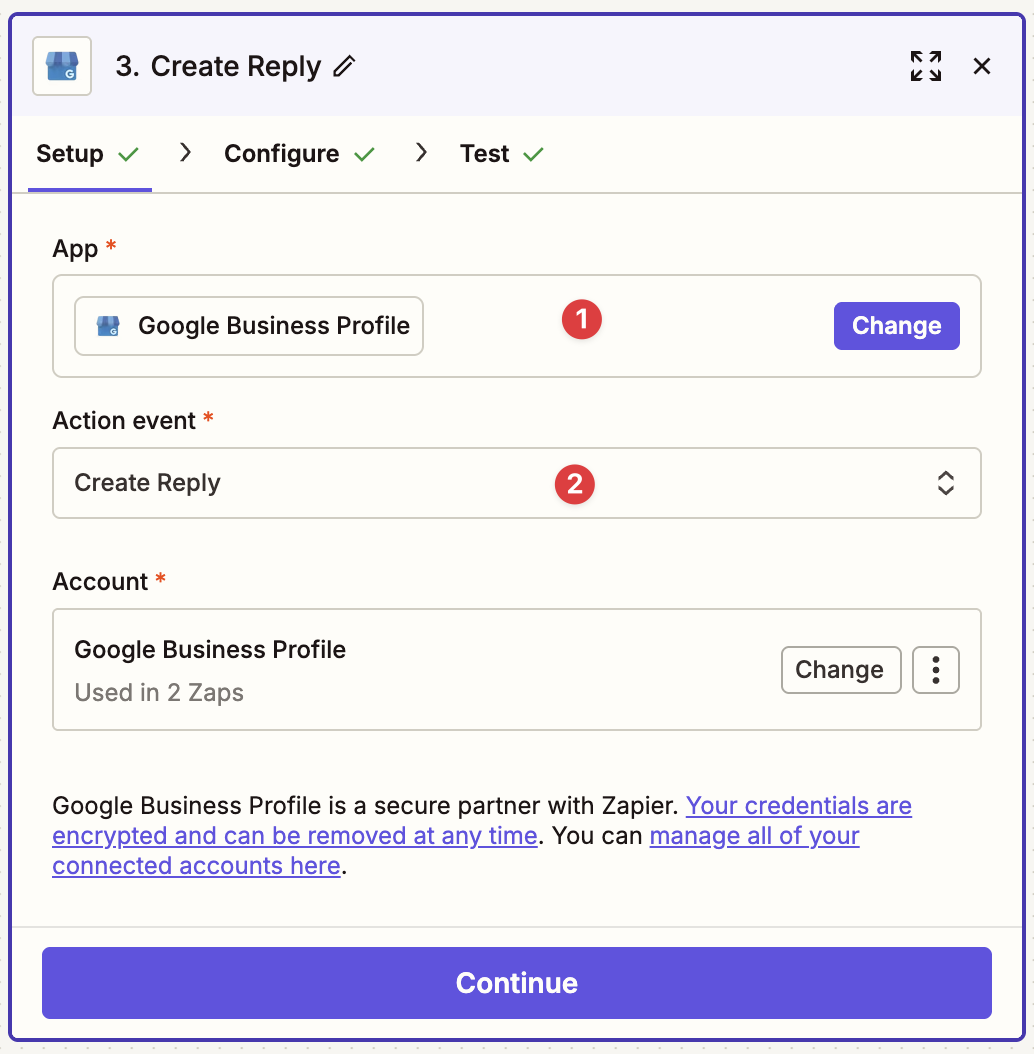 3. Create Reply
Setup
Configure
Test
App *
Google Business Profile
1
Change
Action event *
Create Reply
2
Account *
Google Business Profile
Used in 2 Zaps
Change
Google Business Profile is a secure partner with Zapier. Your credentials are
encrypted and can be removed at any time. You can manage all of your
connected accounts here.
Continue